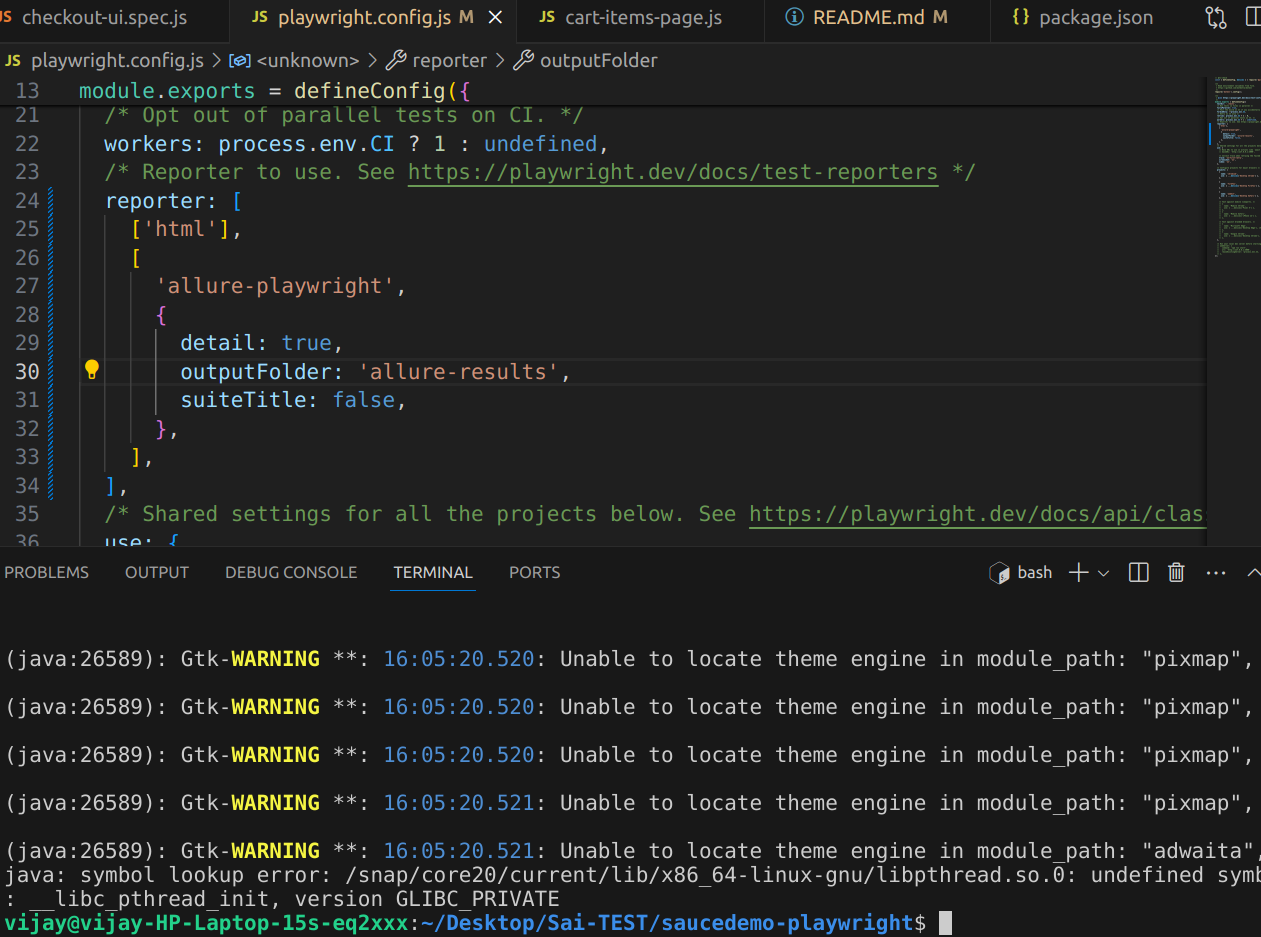 JS checkout-ui.spec.js JS playwright.config.js M JS cart-items-page.js README.md M {} package.json
JS playwright.config.js > <unknown> > reporter > outputFolder
13 module.exports = defineConfig({
21 /* Opt out of parallel tests on CI. */
22 workers: process.env.CI ? 1 : undefined,
23 /* Reporter to use. See https://playwright.dev/docs/test-reporters */
24 reporter: [
25 ['html'],
26 [
27 'allure-playwright',
28 {
29 detail: true,
30 outputFolder: 'allure-results',
31 suiteTitle: false,
32 },
33 ],
34 ],
35 /* Shared settings for all the projects below. See https://playwright.dev/docs/api/clas
36 use: {
PROBLEMS OUTPUT DEBUG CONSOLE TERMINAL PORTS bash
(java:26589): Gtk-WARNING **: 16:05:20.520: Unable to locate theme engine in module_path: "pixmap",
(java:26589): Gtk-WARNING **: 16:05:20.520: Unable to locate theme engine in module_path: "pixmap",
(java:26589): Gtk-WARNING **: 16:05:20.520: Unable to locate theme engine in module_path: "pixmap",
(java:26589): Gtk-WARNING **: 16:05:20.521: Unable to locate theme engine in module_path: "pixmap",
(java:26589): Gtk-WARNING **: 16:05:20.521: Unable to locate theme engine in module_path: "adwaita",
java: symbol lookup error: /snap/core20/current/lib/x86_64-linux-gnu/libpthread.so.0: undefined symb
: __libc_pthread_init, version GLIBC_PRIVATE
vijay@vijay-HP-Laptop-15s-eq2xxx:~/Desktop/Sai-TEST/saucedemo-playwright$